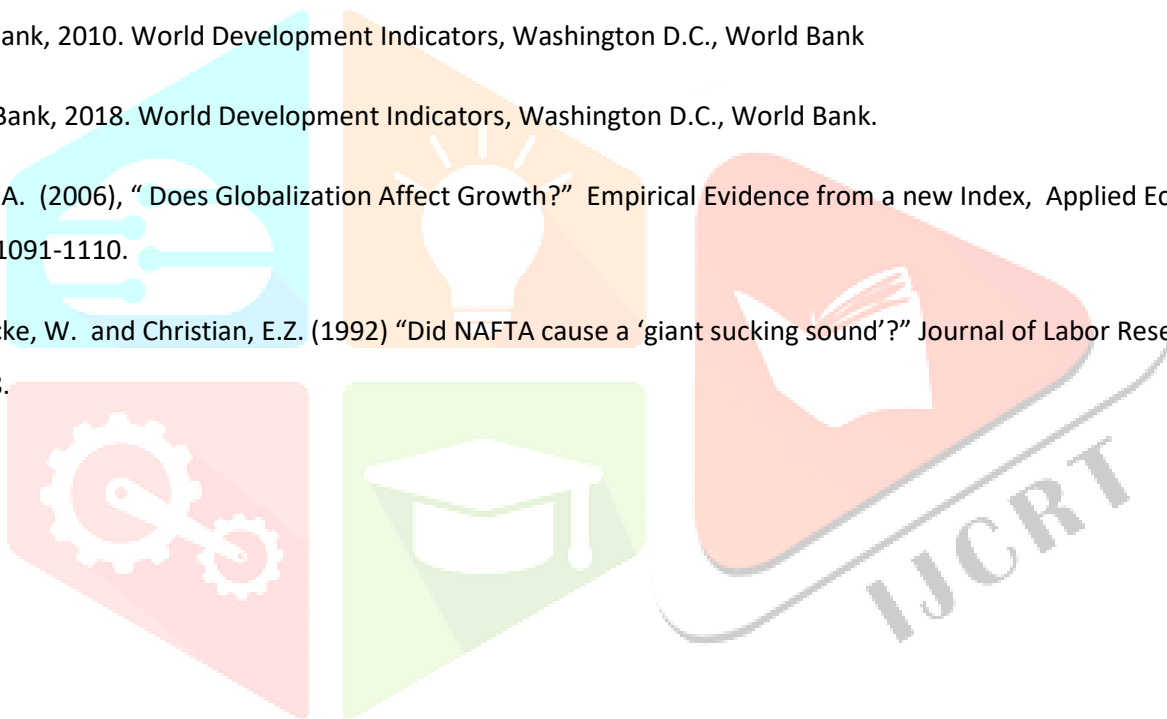 ank, 2010. World Development Indicators, Washington D.C., World Bank
Bank, 2018. World Development Indicators, Washington D.C., World Bank.
A. (2006), “ Does Globalization Affect Growth?” Empirical Evidence from a new Index, Applied Ec
1091-1110.
cke, W. and Christian, E.Z. (1992) “Did NAFTA cause a ‘giant sucking sound’?” Journal of Labor Rese
IJCRT